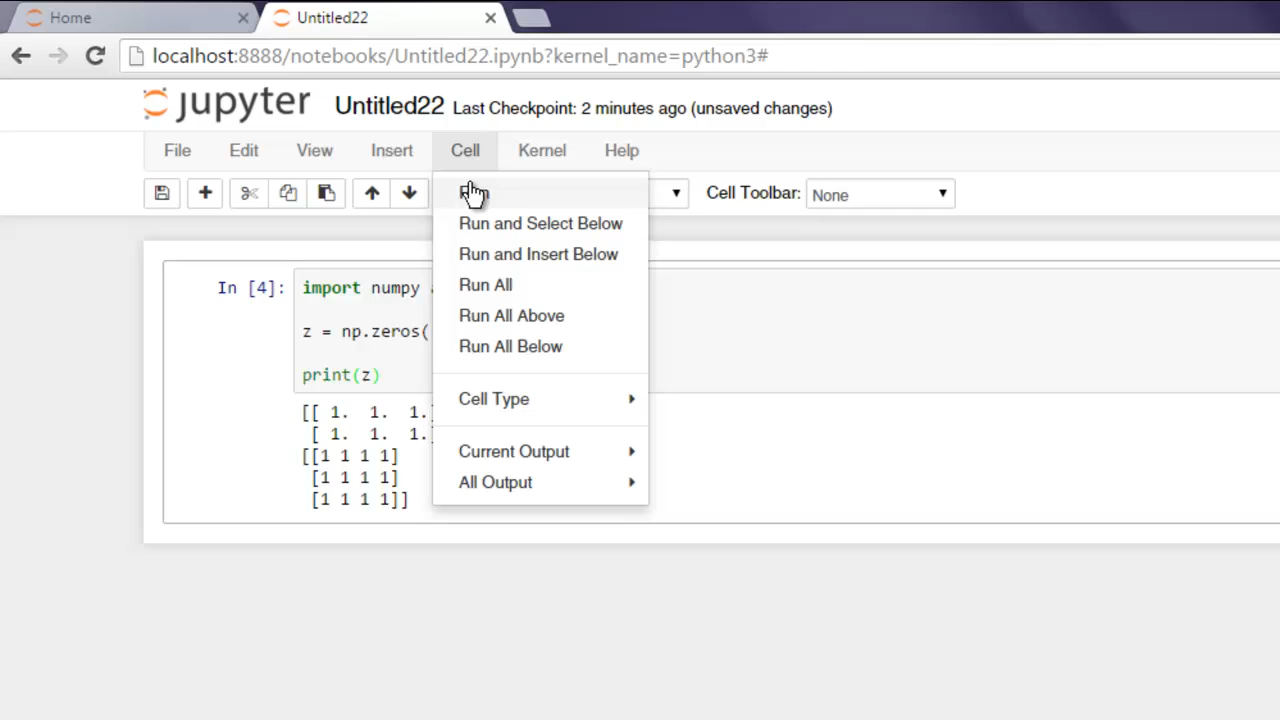 Home
Untitled22
localhost:8888/notebooks/Untitled22.ipynb?kernel_name=python3#
jupyter Untitled22 Last Checkpoint: 2 minutes ago (unsaved changes)
File Edit View Insert Cell Kernel Help
Cell Toolbar: None
Run and Select Below
Run and Insert Below
Run All
Run All Above
Run All Below
Cell Type
Current Output
All Output
In [4]: import numpy
z = np.zeros(
print(z)
[[ 1. 1. 1.]
[ 1. 1. 1.]
[[1 1 1 1]
[1 1 1 1]
[1 1 1 1]]